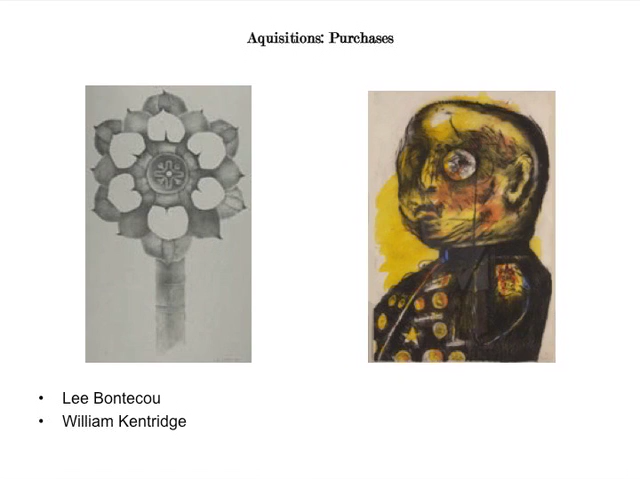 Aquisitions: Purchases
• Lee Bontecou
• William Kentridge